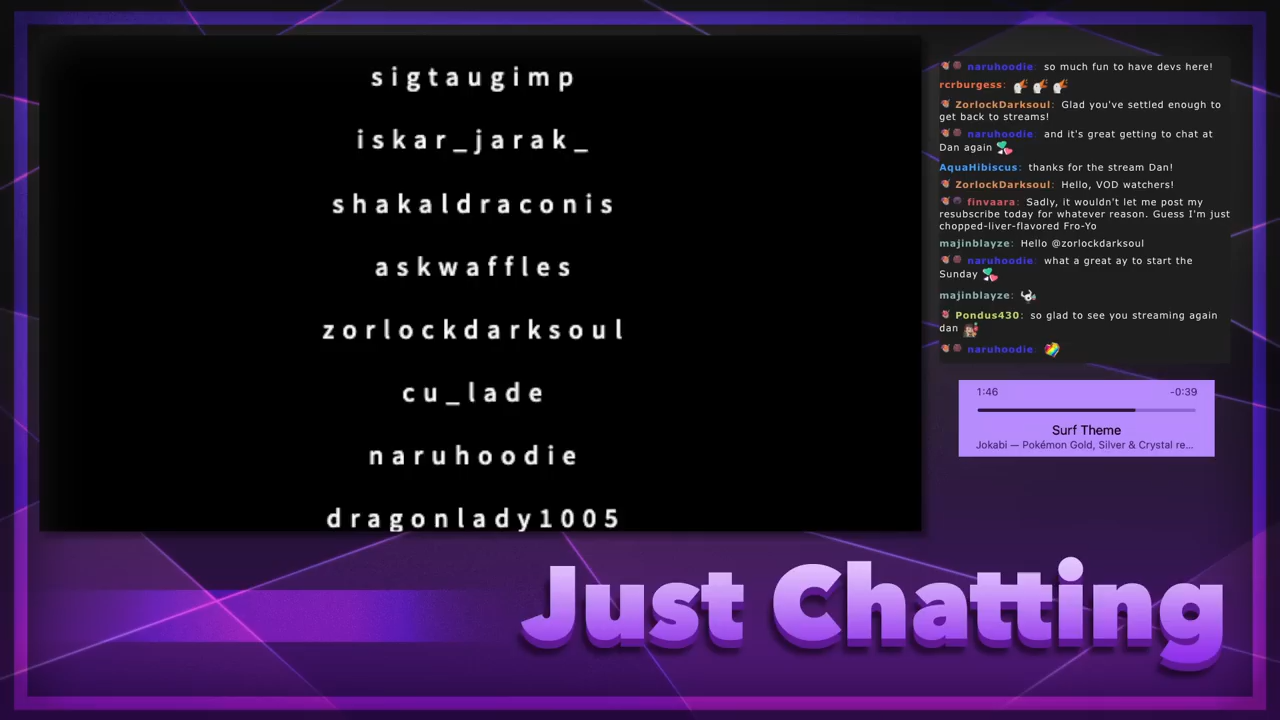 sigtaugimp
iskar_jarak_
shakaldraconis
askwaffles
zorlockdarksoul
cu_lade
naruhoodie
dragonlady1005
naruhoodie: so much fun to have devs here!
rcrburgess:
ZorlockDarksoul: Glad you've settled enough to
get back to streams!
naruhoodie: and it's great getting to chat at
Dan again
AquaHibiscus: thanks for the stream Dan!
ZorlockDarksoul: Hello, VOD watchers!
finvaara: Sadly, it wouldn't let me post my
resubscribe today for whatever reason. Guess I'm just
chopped-liver-flavored Fro-Yo
majinblayze: Hello @zorlockdarksoul
naruhoodie: what a great ay to start the
Sunday
majinblayze:
Pondus430: so glad to see you streaming again
dan
naruhoodie:
1:46 -0:39
Surf Theme
Jokabi — Pokémon Gold, Silver & Crystal re...
Just Chatting